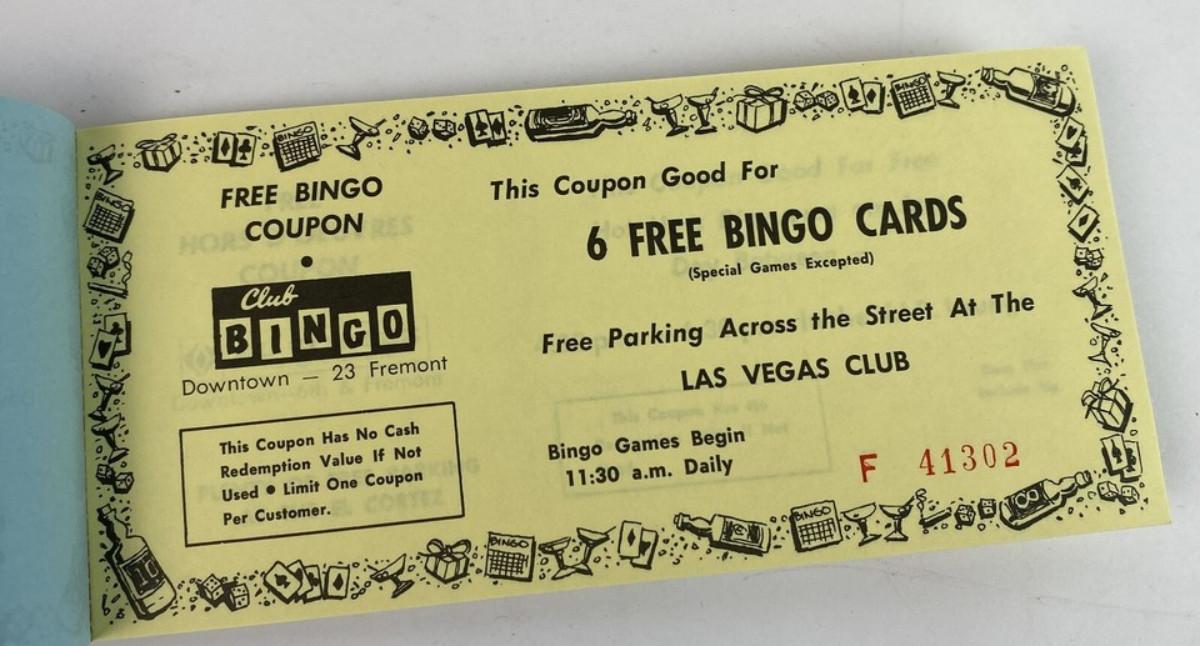 FREE BINGO
COUPON
Club
BINGO
Downtown — 23 Fremont
This Coupon Has No Cash
Redemption Value If Not
Used • Limit One Coupon
Per Customer.
This Coupon Good For
6 FREE BINGO CARDS
(Special Games Excepted)
Free Parking Across the Street At The
LAS VEGAS CLUB
Bingo Games Begin
11:30 a.m. Daily
F 41302